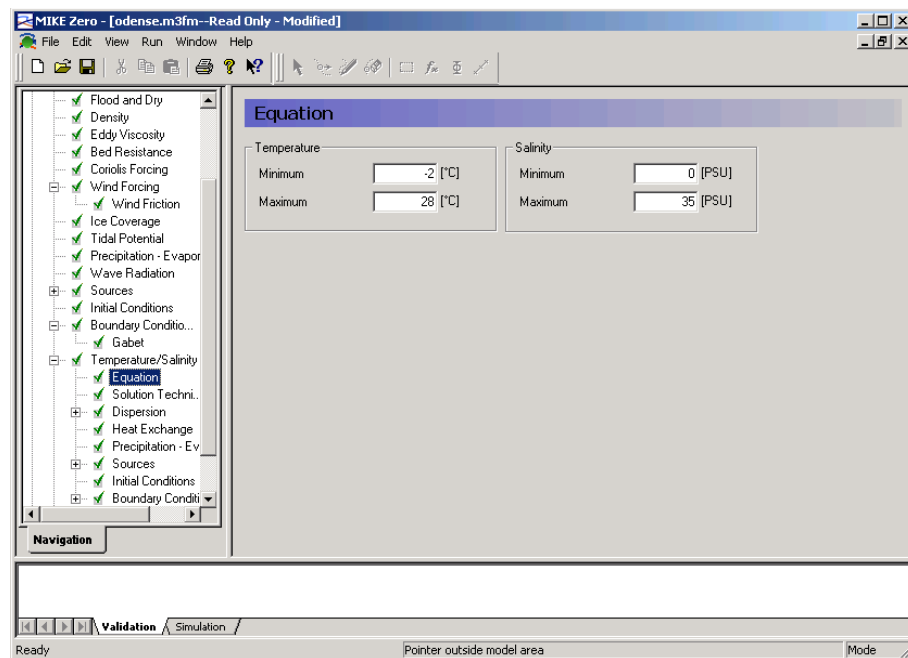 MIKE Zero - [odense.m3fm--Read Only - Modified]
File Edit View Run Window Help
Flood and Dry
Density
Eddy Viscosity
Bed Resistance
Coriolis Forcing
Wind Forcing
Wind Friction
Ice Coverage
Tidal Potential
Precipitation - Evapor
Wave Radiation
Sources
Initial Conditions
Boundary Conditio...
Gabet
Temperature/Salinity
Equation
Solution Techni..
Dispersion
Heat Exchange
Precipitation - Ev
Sources
Initial Conditions
Boundary Conditi
Navigation
Equation
Temperature
Minimum -2 [°C]
Maximum 28 [°C]
Salinity
Minimum 0 [PSU]
Maximum 35 [PSU]
Validation Simulation
Ready Pointer outside model area Mode